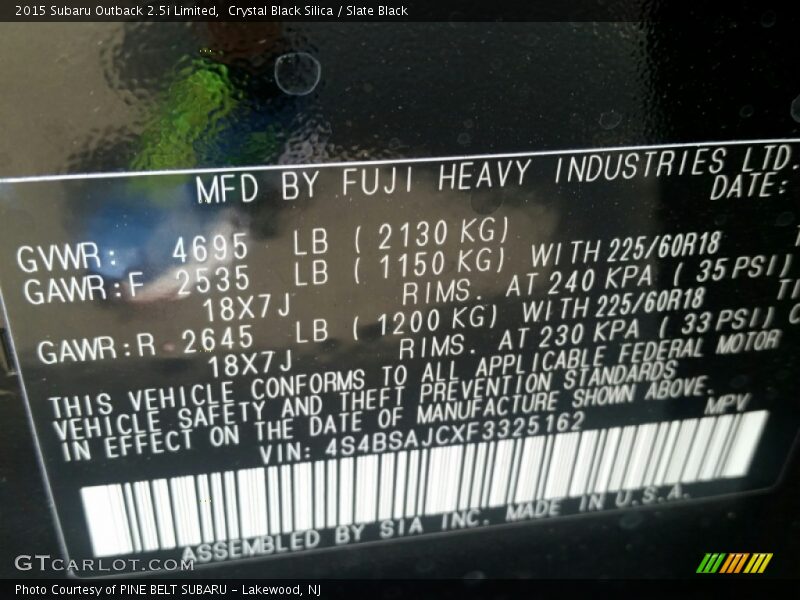 2015 Subaru Outback 2.5i Limited,  Crystal Black Silica / Slate Black
MFD BY FUJI HEAVY INDUSTRIES LTD.
DATE:
GVWR: 4695 LB ( 2130 KG)
GAWR:F 2535 LB ( 1150 KG) WITH 225/60R18
18X7J RIMS. AT 240 KPA ( 35 PSI)
GAWR:R 2645 LB ( 1200 KG) WITH 225/60R18
18X7J RIMS. AT 230 KPA ( 33 PSI)
THIS VEHICLE CONFORMS TO ALL APPLICABLE FEDERAL MOTOR
VEHICLE SAFETY AND THEFT PREVENTION STANDARDS
IN EFFECT ON THE DATE OF MANUFACTURE SHOWN ABOVE.
VIN: 4S4BSAJCXF3325162 MPV
ASSEMBLED BY SIA INC. MADE IN U.S.A.
GTCARLOT.COM
Photo Courtesy of PINE BELT SUBARU - Lakewood, NJ